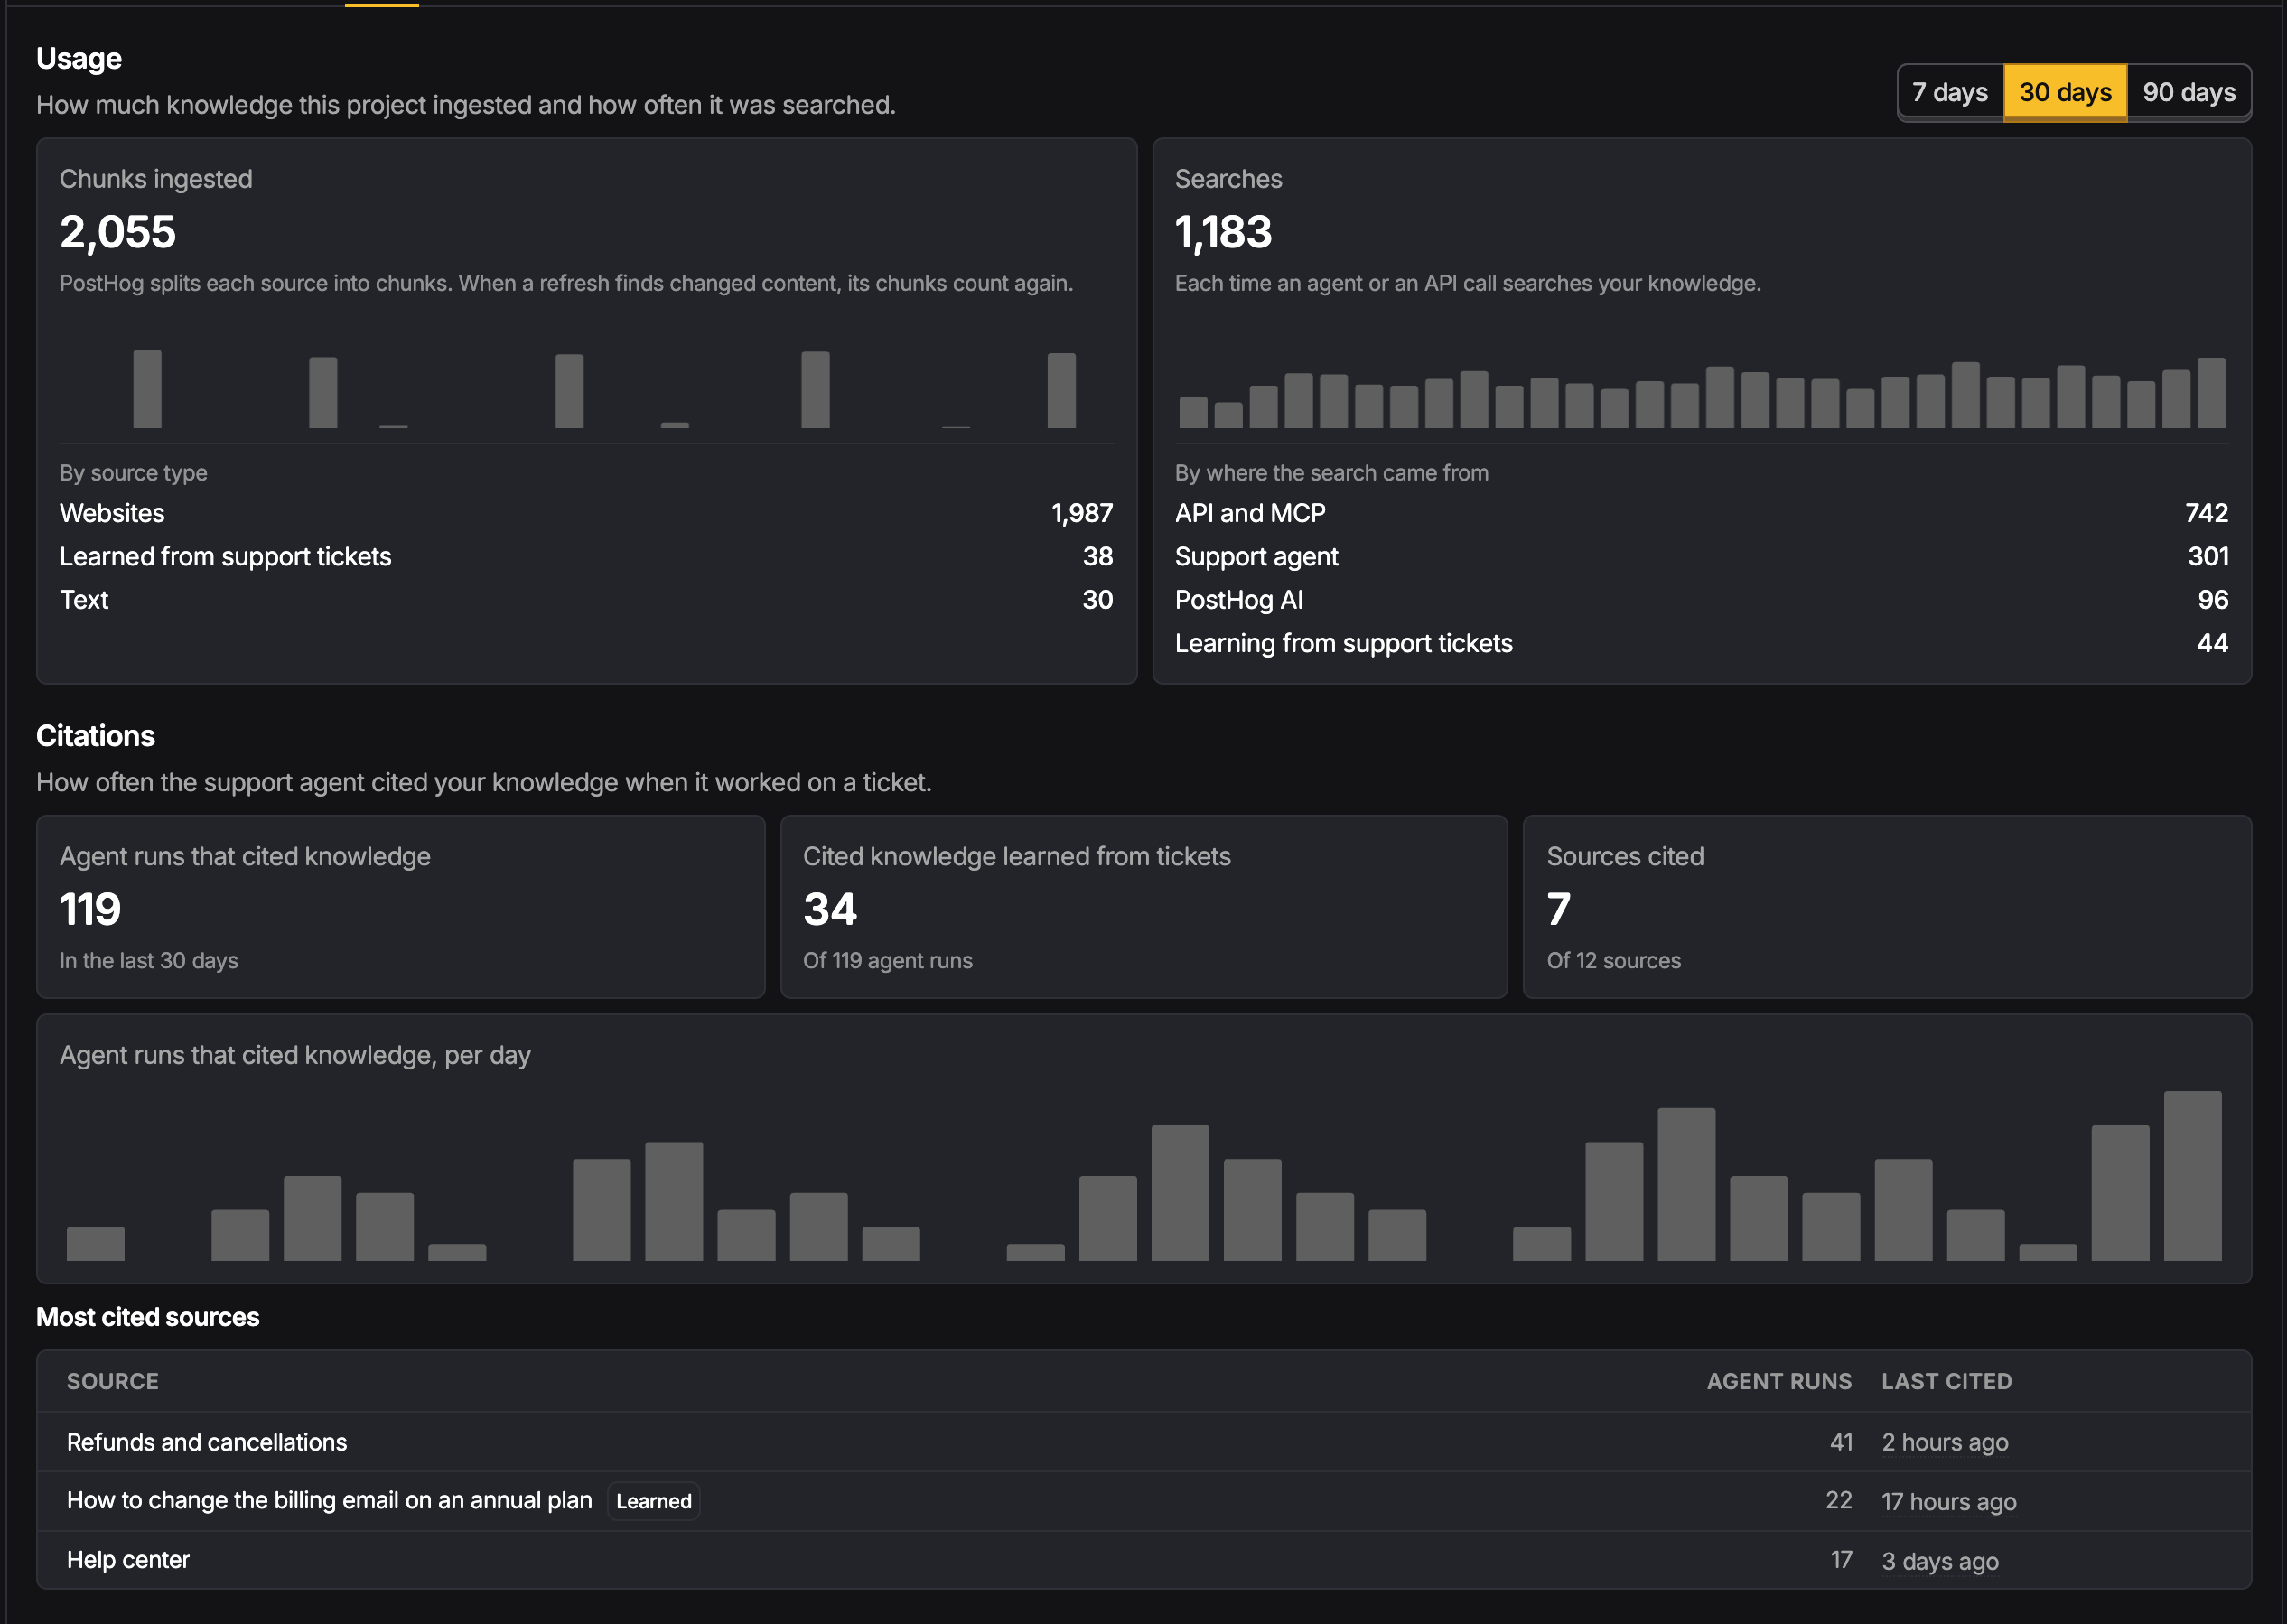 Usage
How much knowledge this project ingested and how often it was searched.
7 days 30 days 90 days
Chunks ingested
2,055
PostHog splits each source into chunks. When a refresh finds changed content, its chunks count again.
By source type
Websites 1,987
Learned from support tickets 38
Text 30
Searches
1,183
Each time an agent or an API call searches your knowledge.
By where the search came from
API and MCP 742
Support agent 301
PostHog AI 96
Learning from support tickets 44
Citations
How often the support agent cited your knowledge when it worked on a ticket.
Agent runs that cited knowledge
119
In the last 30 days
Cited knowledge learned from tickets
34
Of 119 agent runs
Sources cited
7
Of 12 sources
Agent runs that cited knowledge, per day
Most cited sources
SOURCE AGENT RUNS LAST CITED
Refunds and cancellations 41 2 hours ago
How to change the billing email on an annual plan Learned 22 17 hours ago
Help center 17 3 days ago